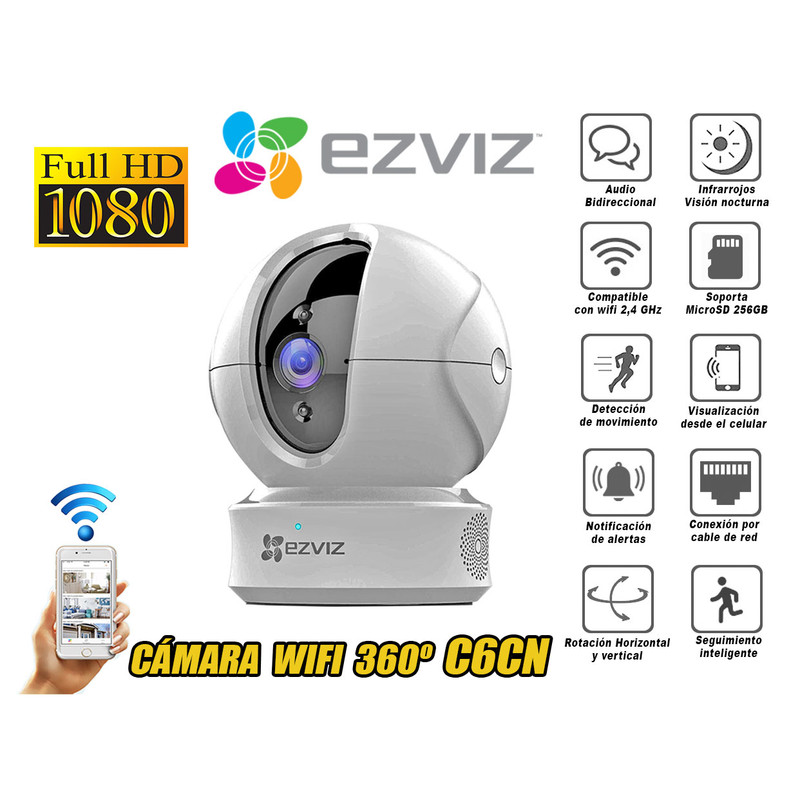 Full HD
1080
ezviz™
Audio
Bidireccional
Infrarrojos
Visión nocturna
Compatible
con wifi 2,4 GHz
Soporta
MicroSD 256GB
Detección
de movimiento
Visualización
desde el celular
Notificación
de alertas
Conexión por
cable de red
Rotación Horizontal
y vertical
Seguimiento
inteligente
ezviz
CÁMARA WIFI 360º C6CN